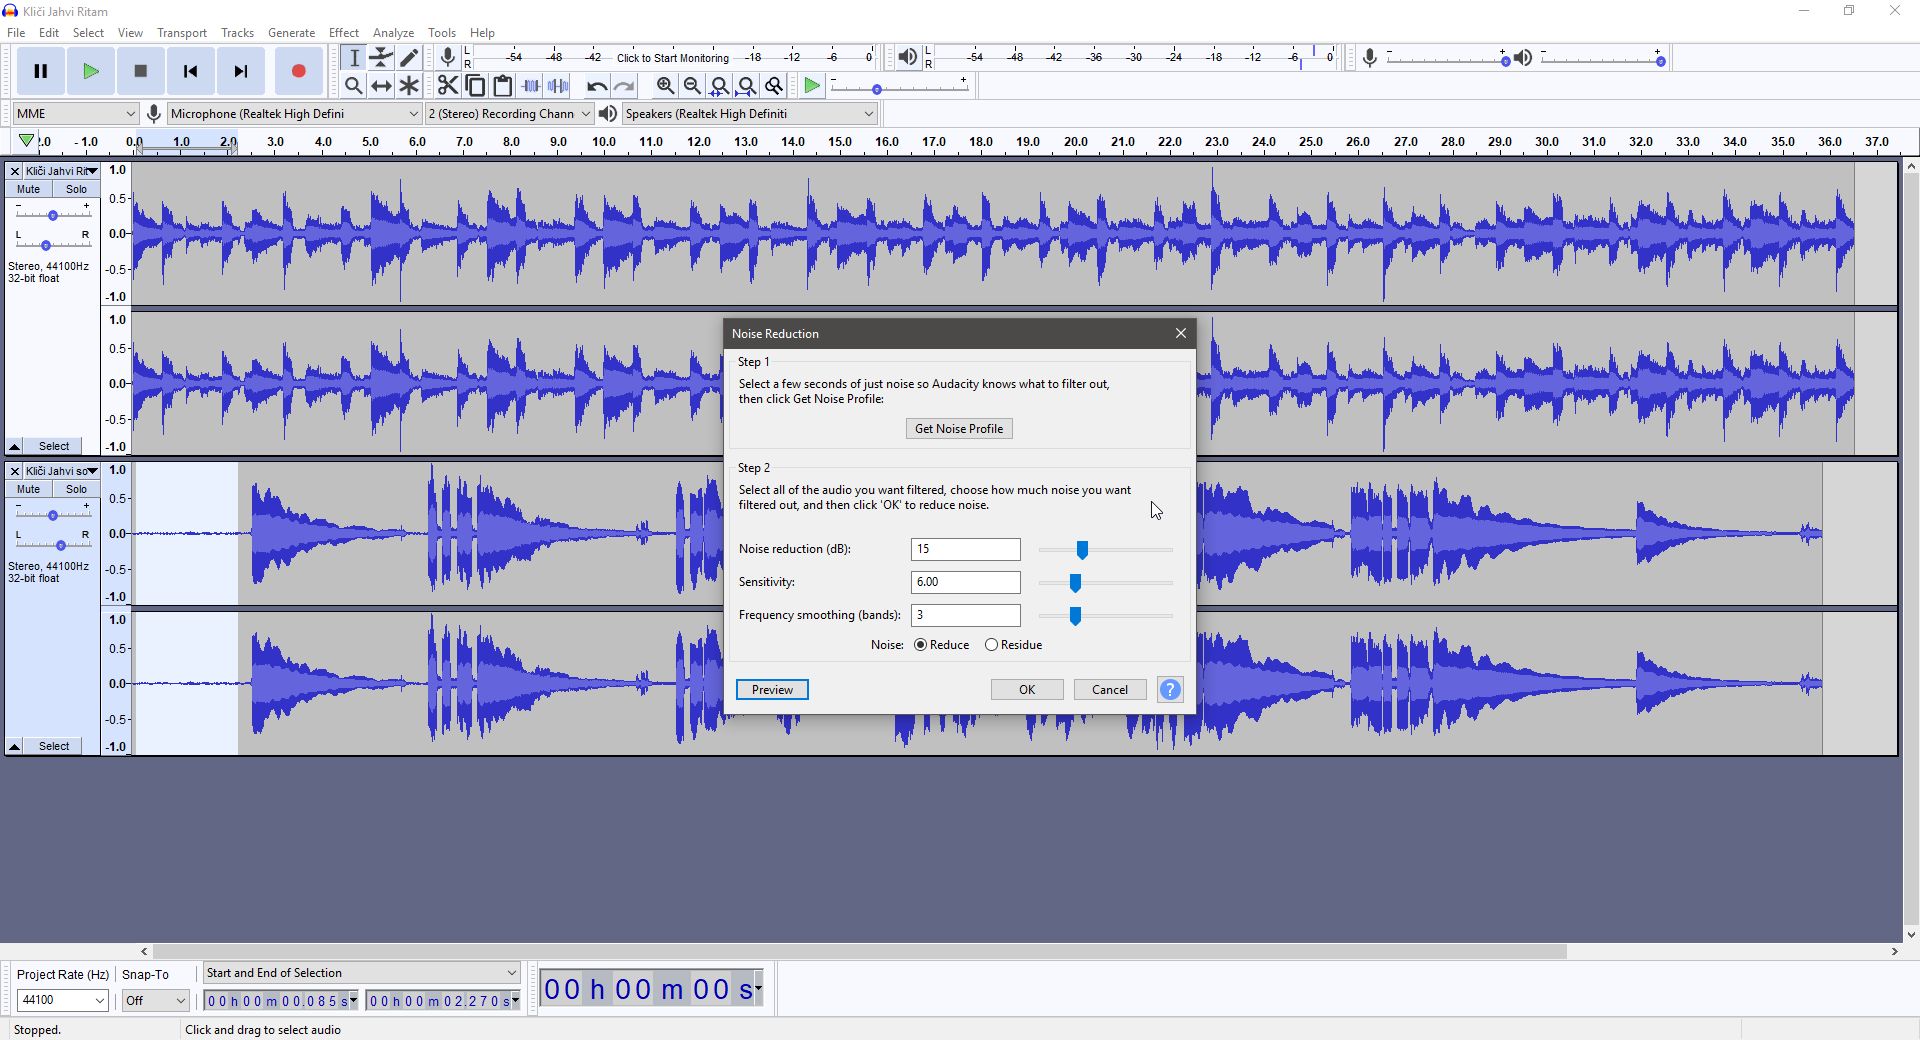 Kliči Jahvi Ritam
File Edit Select View Transport Tracks Generate Effect Analyze Tools Help
L
R
-54 -48 -42 Click to Start Monitoring -18 -12 -6 0
L
R
-54 -48 -42 -36 -30 -24 -18 -12 -6 0
- +
- +
- +
MME
Microphone (Realtek High Defini
2 (Stereo) Recording Chann
Speakers (Realtek High Definiti
2.0 -1.0 0.0 1.0 2.0 3.0 4.0 5.0 6.0 7.0 8.0 9.0 10.0 11.0 12.0 13.0 14.0 15.0 16.0 17.0 18.0 19.0 20.0 21.0 22.0 23.0 24.0 25.0 26.0 27.0 28.0 29.0 30.0 31.0 32.0 33.0 34.0 35.0 36.0 37.0
Kliči Jahvi Rit
Mute Solo
- +
L R
Stereo, 44100Hz
32-bit float
Select
1.0
0.5-
0.0-
-0.5-
-1.0
1.0
0.5-
0.0-
-0.5-
-1.0
Kliči Jahvi so
Mute Solo
- +
L R
Stereo, 44100Hz
32-bit float
Select
1.0
0.5-
0.0-
-0.5-
-1.0
1.0
0.5-
0.0-
-0.5-
-1.0
Noise Reduction
Step 1
Select a few seconds of just noise so Audacity knows what to filter out,
then click Get Noise Profile:
Get Noise Profile
Step 2
Select all of the audio you want filtered, choose how much noise you want
filtered out, and then click 'OK' to reduce noise.
Noise reduction (dB): 15
Sensitivity: 6.00
Frequency smoothing (bands): 3
Noise: Reduce Residue
Preview OK Cancel ?
Project Rate (Hz) Snap-To Start and End of Selection
44100 Off 00h00m00.085s 00h00m02.270s
00 h 00 m 00 s
Stopped. Click and drag to select audio